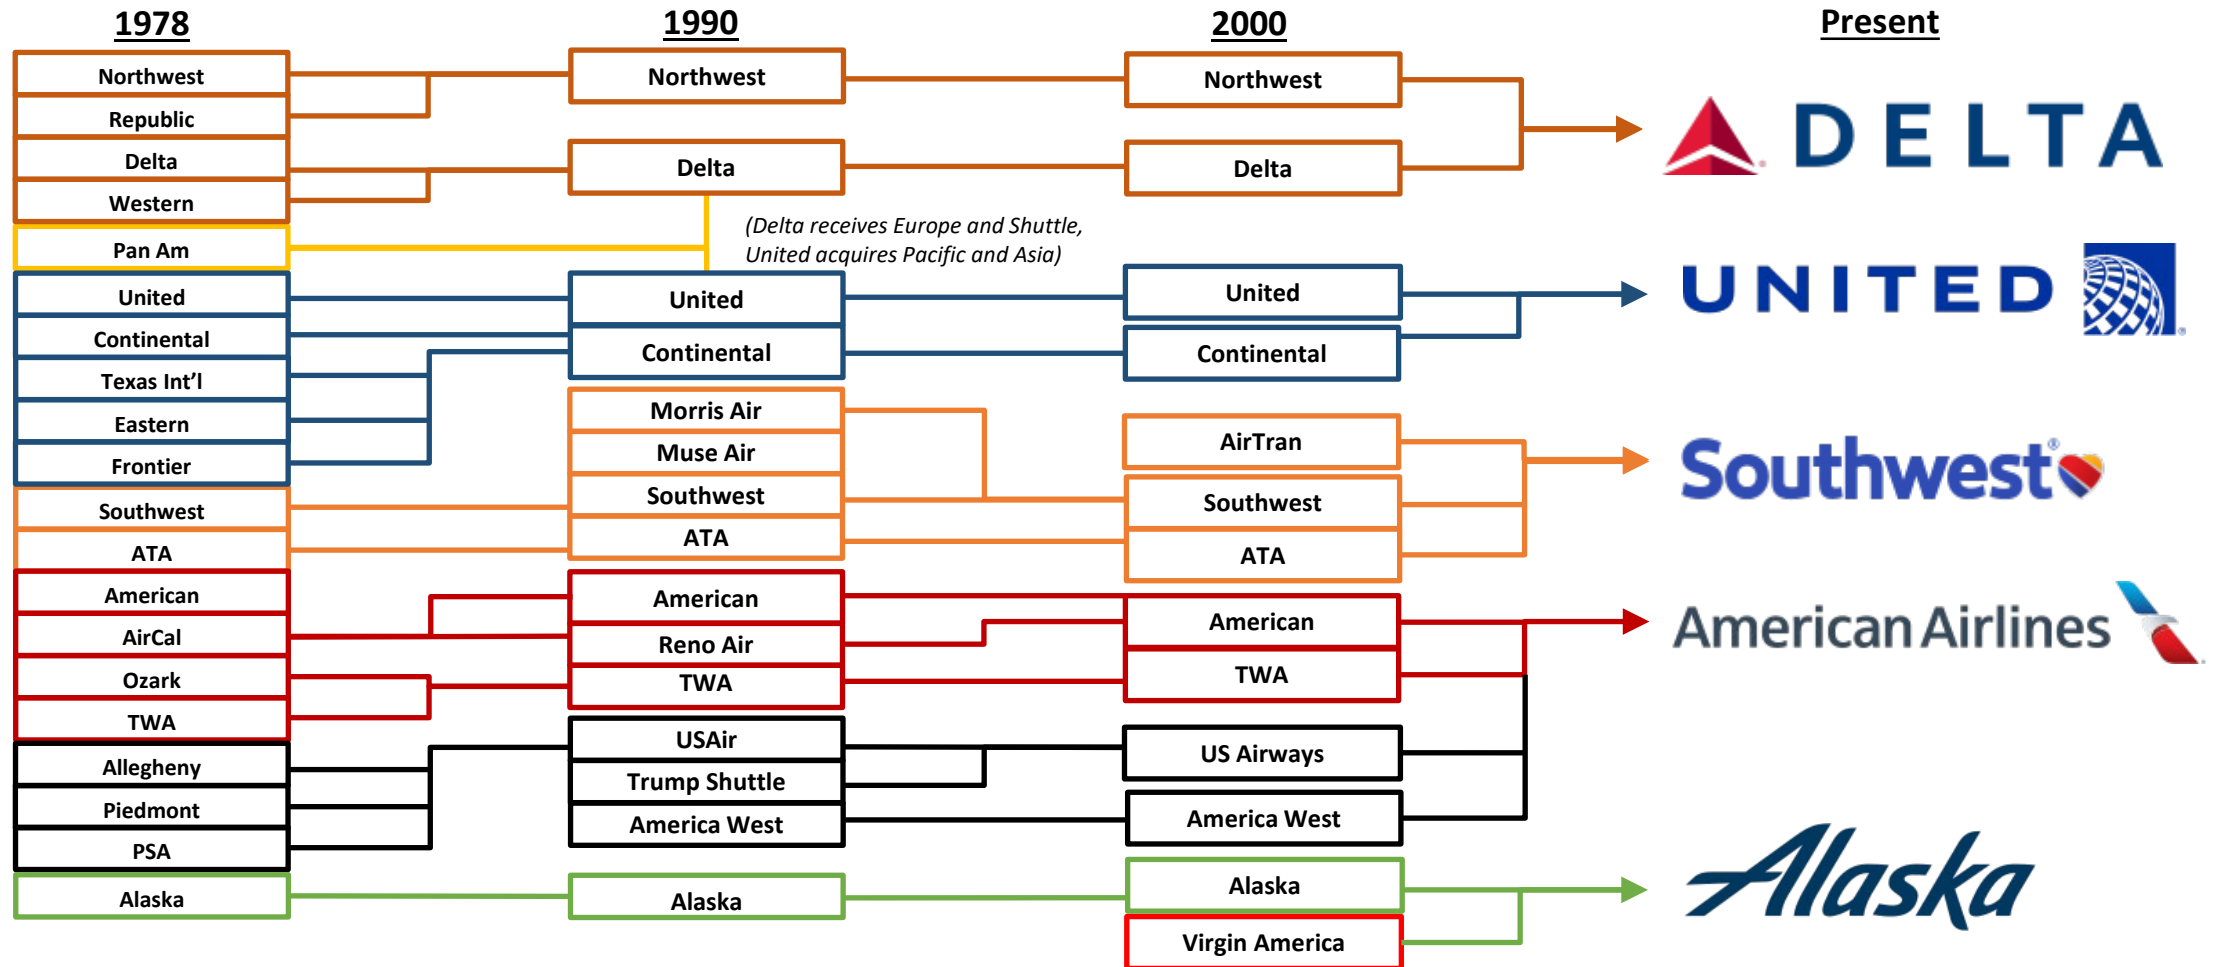 1978
1990
2000
Present
Northwest
Republic
Delta
Western
Pan Am
United
Continental
Texas Int’l
Eastern
Frontier
Southwest
ATA
American
AirCal
Ozark
TWA
Allegheny
Piedmont
PSA
Alaska
Northwest
Delta
(Delta receives Europe and Shuttle,
United acquires Pacific and Asia)
United
Continental
Morris Air
Muse Air
Southwest
ATA
American
Reno Air
TWA
USAir
Trump Shuttle
America West
Alaska
Northwest
Delta
United
Continental
AirTran
Southwest
ATA
American
TWA
US Airways
America West
Alaska
Virgin America
DELTA
UNITED
Southwest®
American Airlines
Alaska